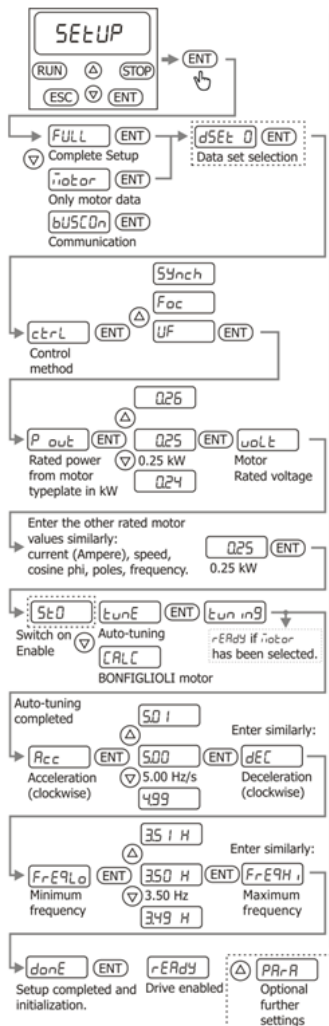 SEtUP
RUN STOP
ESC ENT
ENT
FULL ENT
Complete Setup
dSEt 0 ENT
Data set selection
Motor ENT
Only motor data
bUSCOn ENT
Communication
SYnch
Foc
ctrL ENT UF ENT
Control
method
0.26
P out ENT 0.25 ENT uoLt
Rated power
from motor
typeplate in kW
0.25 kW
Motor
Rated voltage
0.24
Enter the other rated motor
values similarly:
current (Ampere), speed,
cosine phi, poles, frequency.
0.25 ENT
0.25 kW
StO tunE ENT tun in9
Switch on
Enable
Auto-tuning
CALC
BONFIGLIOLI motor
rEAdY if Motor
has been selected.
Auto-tuning
completed
5.0 1
Enter similarly:
Acc ENT 5.00 ENT dEC
Acceleration
(clockwise)
5.00 Hz/s
Deceleration
(clockwise)
4.99
3.5 1 H
Enter similarly:
FrEqLo ENT 3.50 H ENT FrEqHi
Minimum
frequency
3.50 Hz
Maximum
frequency
3.49 H
donE ENT rEAdY PArA
Setup completed and
initialization.
Drive enabled
Optional
further
settings